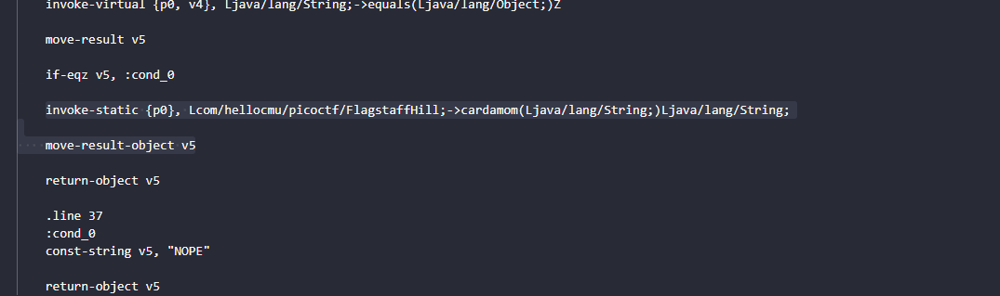 invoke-virtual {p0, v4}, Ljava/lang/String;->equals(Ljava/lang/Object;)Z
move-result v5
if-eqz v5, :cond_0
invoke-static {p0}, Lcom/hellocmu/picoctf/FlagstaffHill;->cardamom(Ljava/lang/String;)Ljava/lang/String;
move-result-object v5
return-object v5
.line 37
:cond_0
const-string v5, "NOPE"
return-object v5